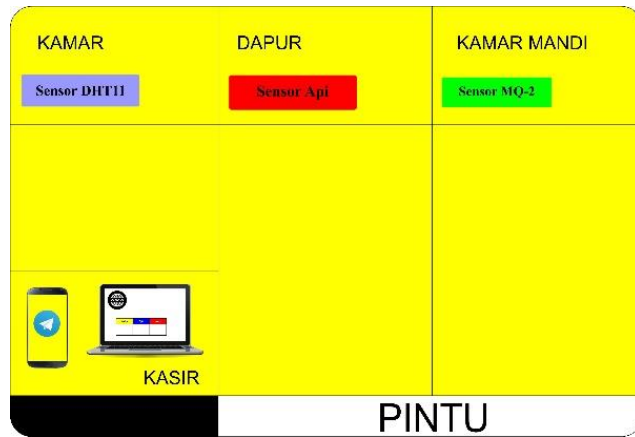 KAMAR
DAPUR
KAMAR MANDI
Sensor DHT11
Sensor Api
Sensor MQ-2
KASIR
PINTU